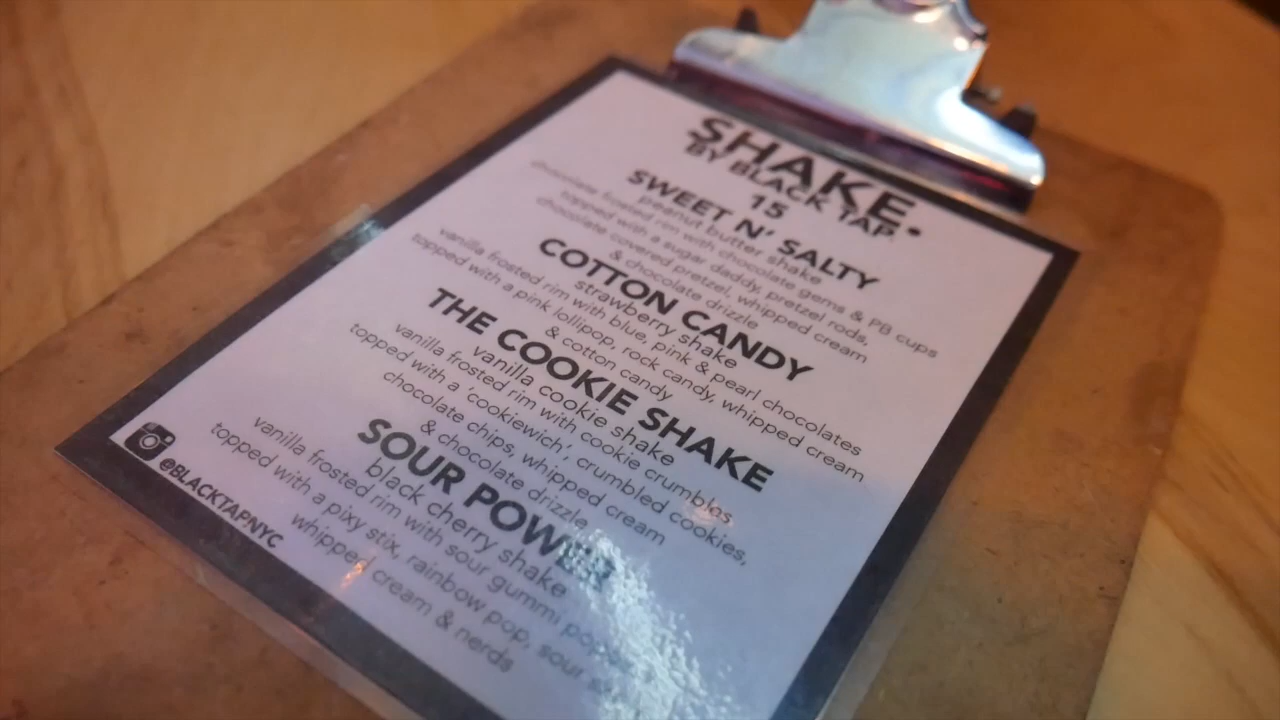 SHAKE.
BY BLACK TAP
15
SWEET N' SALTY
peanut butter shake
chocolate frosted rim with chocolate gems & PB cups
topped with a sugar daddy, pretzel rods,
chocolate covered pretzel, whipped cream
& chocolate drizzle
COTTON CANDY
strawberry shake
vanilla frosted rim with blue, pink & pearl chocolates
topped with a pink lollipop, rock candy, whipped cream
& cotton candy
THE COOKIE SHAKE
vanilla cookie shake
vanilla frosted rim with cookie crumbles
topped with a 'cookiewich', crumbled cookies,
chocolate chips, whipped cream
& chocolate drizzle
SOUR POWER
black cherry shake
vanilla frosted rim with sour gummi
topped with a pixy stix, rainbow pop, sour
whipped cream & nerds
@BLACKTAPNYC